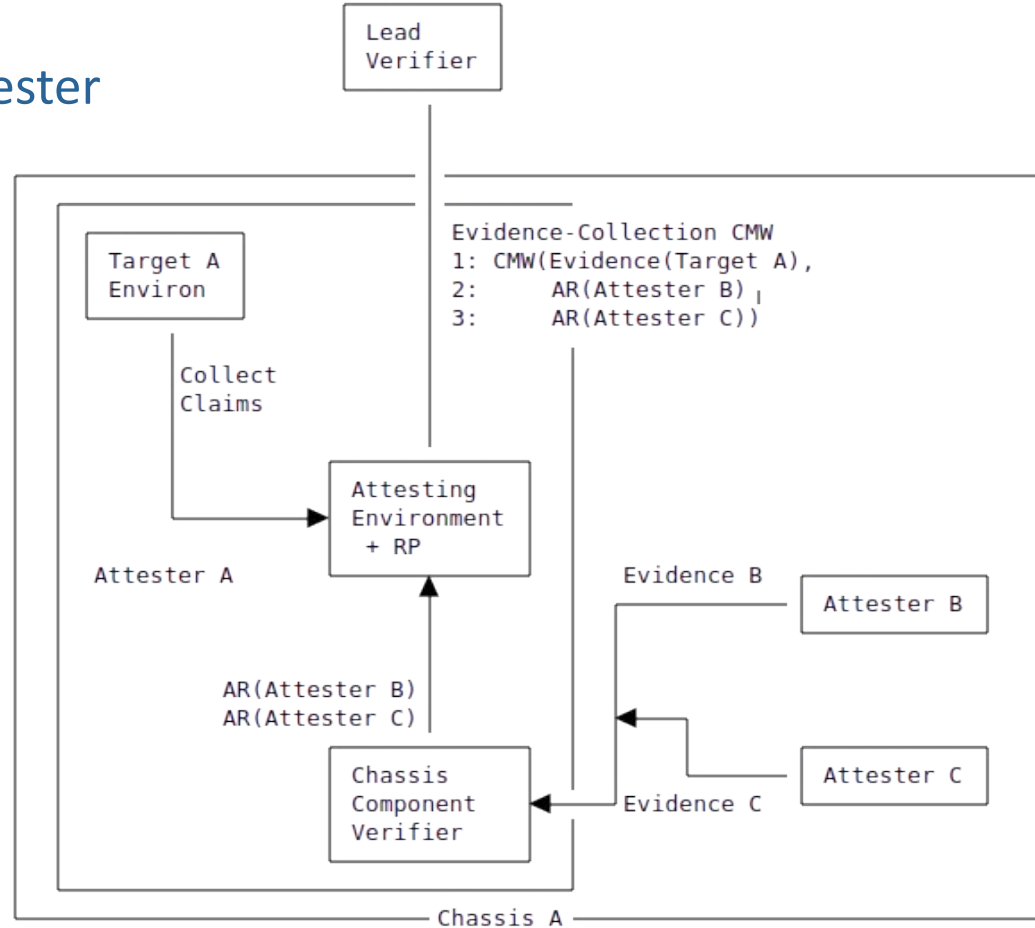 Lead
Verifier
ester
Evidence-Collection CMW
1: CMW(Evidence(Target A),
2:      AR(Attester B)
3:      AR(Attester C))
Target A
Environ
Collect
Claims
Attesting
Environment
+ RP
Attester A
Evidence B
Attester B
AR(Attester B)
AR(Attester C)
Chassis
Component
Verifier
Evidence C
Attester C
Chassis A